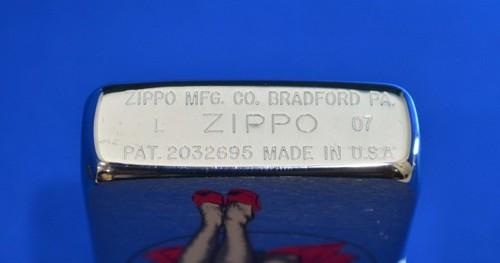 ZIPPO MFG. CO. BRADFORD PA.
L ZIPPO 07
PAT. 2032695 MADE IN U.S.A.